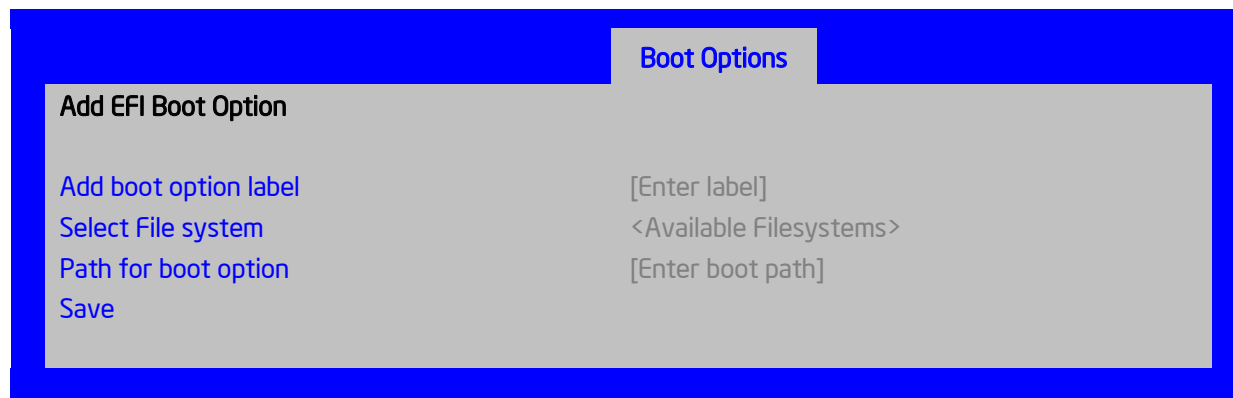 Boot Options
Add EFI Boot Option
Add boot option label [Enter label]
Select File system <Available Filesystems>
Path for boot option [Enter boot path]
Save